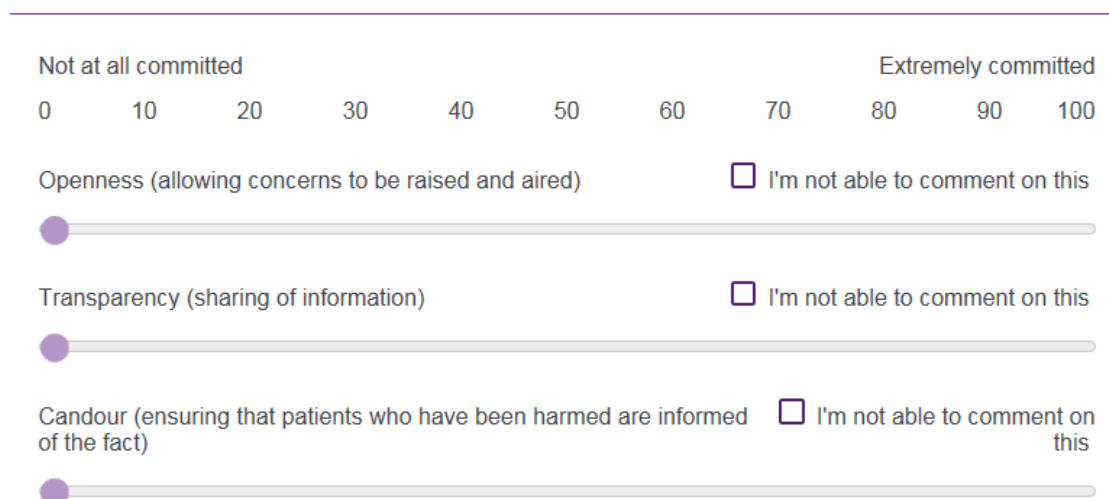 Not at all committed Extremely committed
0 10 20 30 40 50 60 70 80 90 100
Openness (allowing concerns to be raised and aired) I'm not able to comment on this
Transparency (sharing of information) I'm not able to comment on this
Candour (ensuring that patients who have been harmed are informed I'm not able to comment on
of the fact) this